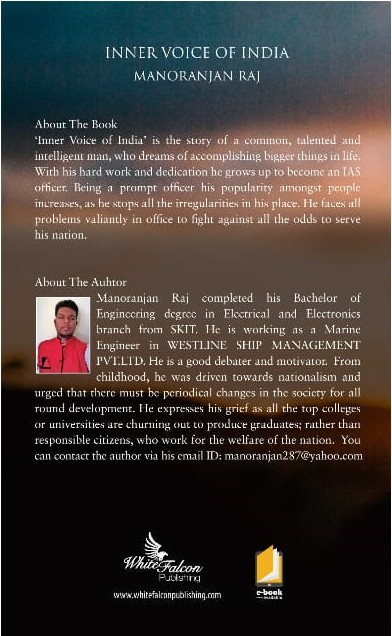 INNER VOICE OF INDIA
MANORANJAN RAJ
About The Book
‘Inner Voice of India’ is the story of a common, talented and
intelligent man, who dreams of accomplishing bigger things in life.
With his hard work and dedication he grows up to become an IAS
officer. Being a prompt officer his popularity amongst people
increases, as he stops all the irregularities in his place. He faces all
problems valiantly in office to fight against all the odds to serve
his nation.
About The Auhtor
Manoranjan Raj completed his Bachelor of
Engineering degree in Electrical and Electronics
branch from SKIT. He is working as a Marine
Engineer in WESTLINE SHIP MANAGEMENT
PVT.LTD. He is a good debater and motivator. From
childhood, he was driven towards nationalism and
urged that there must be periodical changes in the society for all
round development. He expresses his grief as all the top colleges
or universities are churning out to produce graduates; rather than
responsible citizens, who work for the welfare of the nation. You
can contact the author via his email ID: manoranjan287@yahoo.com
White Falcon
Publishing
www.whitefalconpublishing.com
e-book
available